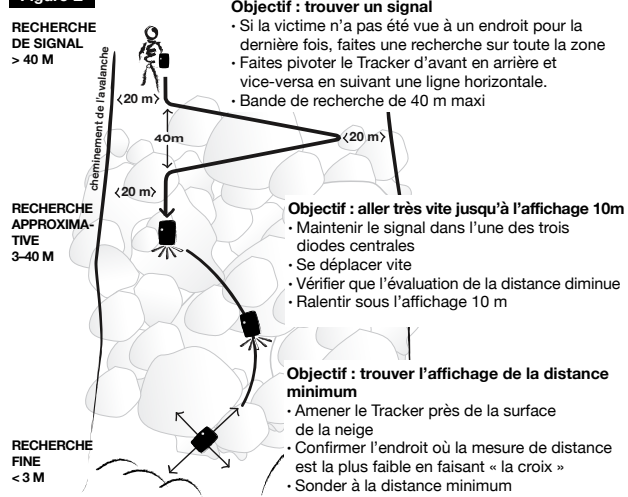 RECHERCHE
DE SIGNAL
> 40 M
Objectif : trouver un signal
· Si la victime n'a pas été vue à un endroit pour la
dernière fois, faites une recherche sur toute la zone
· Faites pivoter le Tracker d'avant en arrière et
vice-versa en suivant une ligne horizontale.
· Bande de recherche de 40 m maxi
cheminement de l'avalanche
‹20 m›
40m
‹20 m›
‹20 m›
RECHERCHE
APPROXIMA-
TIVE
3–40 M
Objectif : aller très vite jusqu'à l'affichage 10m
· Maintenir le signal dans l'une des trois
diodes centrales
· Se déplacer vite
· Vérifier que l'évaluation de la distance diminue
· Ralentir sous l'affichage 10 m
RECHERCHE
FINE
< 3 M
Objectif : trouver l'affichage de la distance
minimum
· Amener le Tracker près de la surface
de la neige
· Confirmer l'endroit où la mesure de distance
est la plus faible en faisant « la croix »
· Sonder à la distance minimum